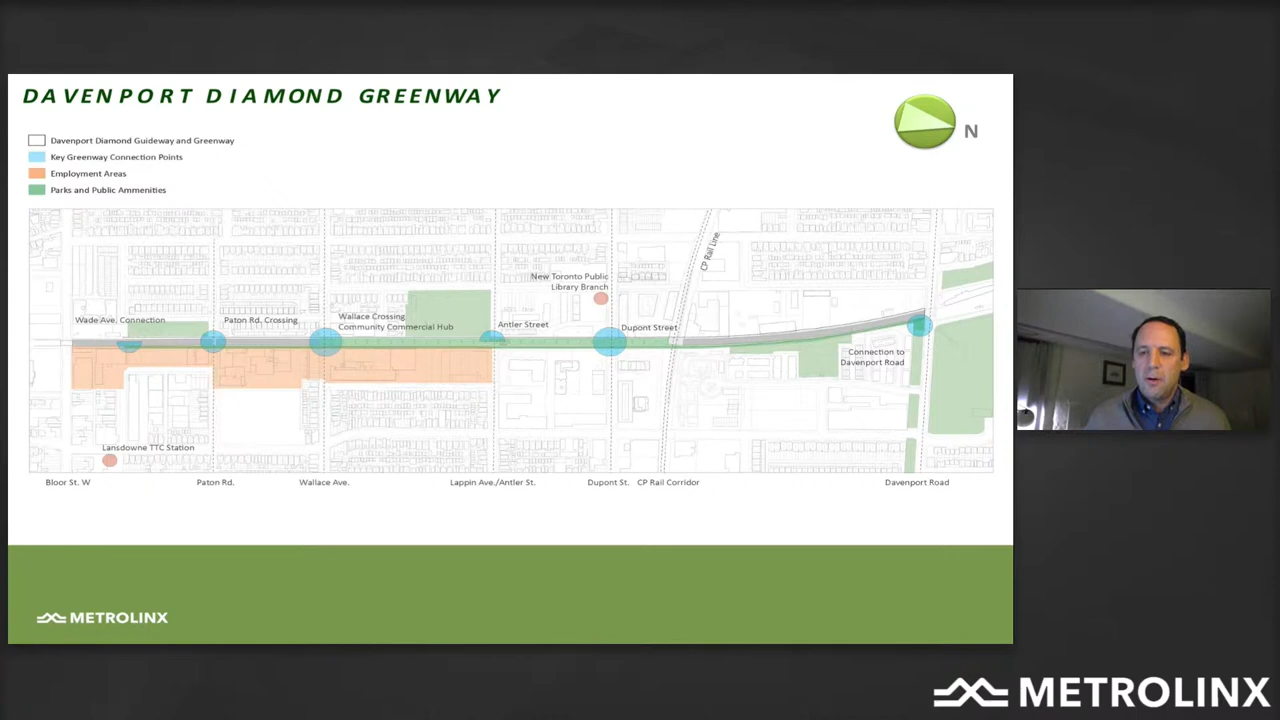 DAVENPORT DIAMOND GREENWAY
N
Davenport Diamond Guideway and Greenway
Key Greenway Connection Points
Employment Areas
Parks and Public Ammenities
CP Rail Line
New Toronto Public
Library Branch
Wade Ave. Connection
Paton Rd. Crossing
Wallace Crossing
Community Commercial Hub
Antler Street
Dupont Street
Connection to
Davenport Road
Lansdowne TTC Station
Bloor St. W
Paton Rd.
Wallace Ave.
Lappin Ave./Antler St.
Dupont St.
CP Rail Corridor
Davenport Road
METROLINX
METROLINX